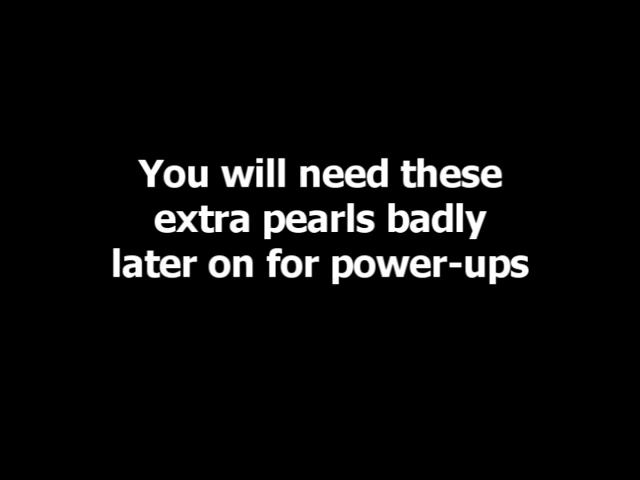 You will need these
extra pearls badly
later on for power-ups